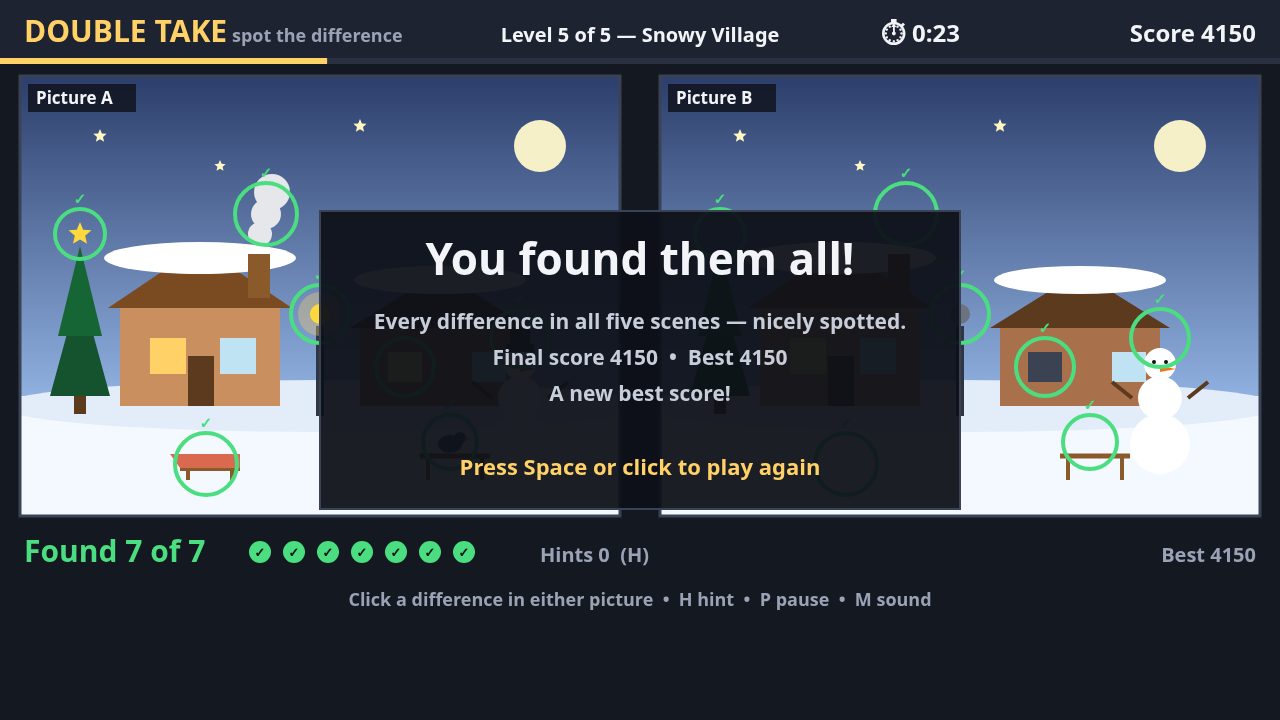 DOUBLE TAKE spot the difference
Level 5 of 5 — Snowy Village
⏱ 0:23
Score 4150
Picture A
Picture B
You found them all!
Every difference in all five scenes — nicely spotted.
Final score 4150 • Best 4150
A new best score!
Press Space or click to play again
Found 7 of 7
Hints 0 (H)
Best 4150
Click a difference in either picture • H hint • P pause • M sound